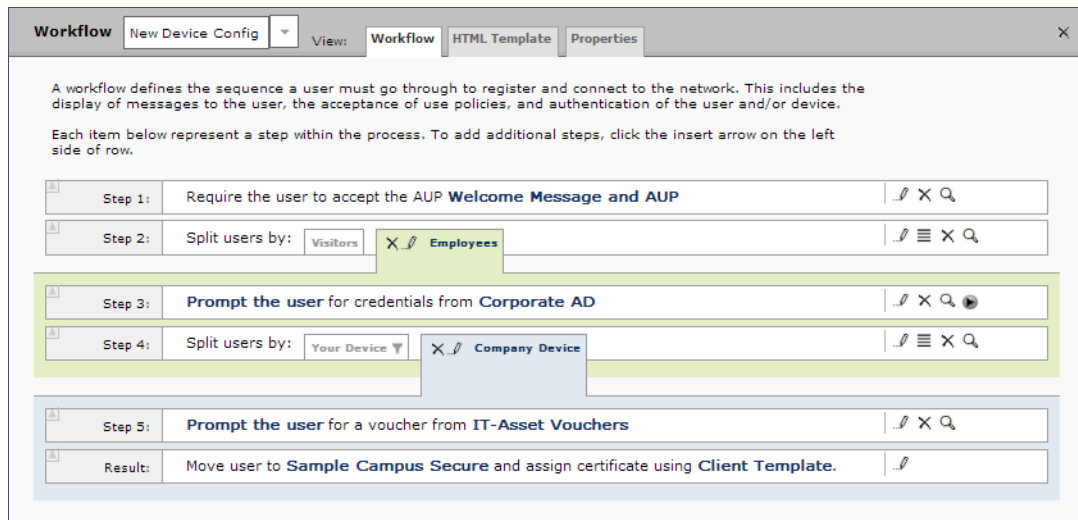 Workflow New Device Config View: Workflow HTML Template Properties
A workflow defines the sequence a user must go through to register and connect to the network. This includes the
display of messages to the user, the acceptance of use policies, and authentication of the user and/or device.
Each item below represent a step within the process. To add additional steps, click the insert arrow on the left
side of row.
Step 1: Require the user to accept the AUP Welcome Message and AUP
Step 2: Split users by: Visitors Employees
Step 3: Prompt the user for credentials from Corporate AD
Step 4: Split users by: Your Device Company Device
Step 5: Prompt the user for a voucher from IT-Asset Vouchers
Result: Move user to Sample Campus Secure and assign certificate using Client Template.